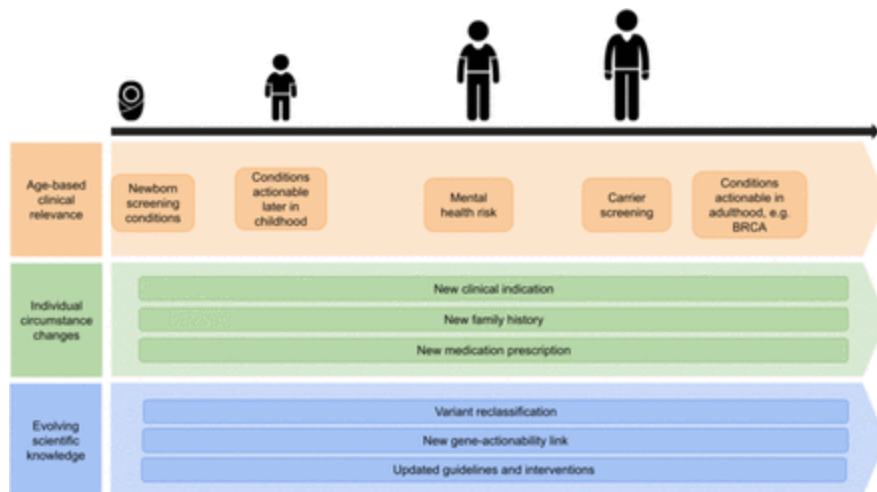 Age-based
clinical
relevance
Newborn
screening
conditions
Conditions
actionable
later in
childhood
Mental
health risk
Carrier
screening
Conditions
actionable in
adulthood, e.g.
BRCA
Individual
circumstance
changes
New clinical indication
New family history
New medication prescription
Evolving
scientific
knowledge
Variant reclassification
New gene-actionability link
Updated guidelines and interventions